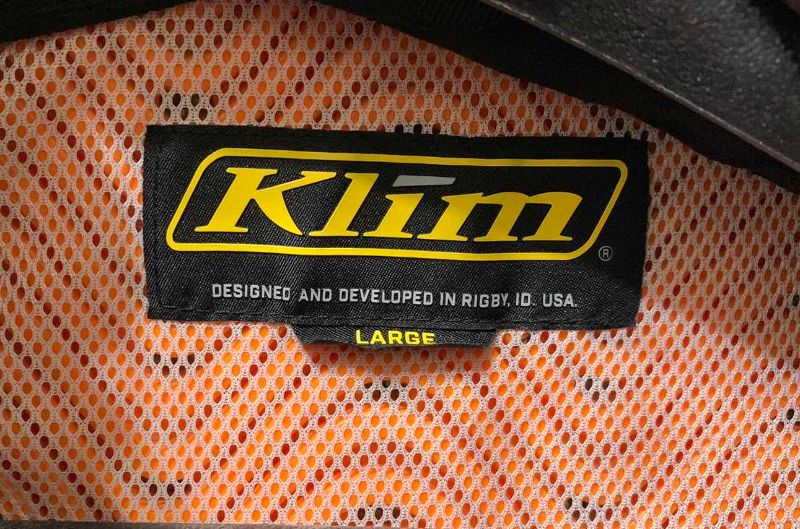 Klim
®
DESIGNED AND DEVELOPED IN RIGBY, ID. USA.
LARGE